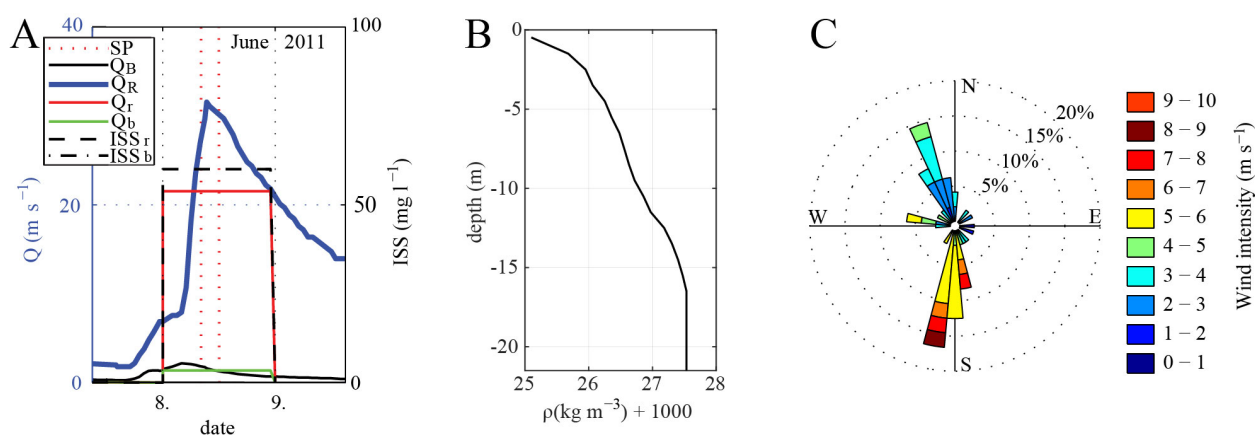 A
40
20
0
Q (m s⁻¹)
June 2011
SP
Q_B
Q_R
Q_r
Q_b
ISS r
ISS b
100
50
0
ISS (mg l⁻¹)
8. 9.
date
B
0
-5
-10
-15
-20
depth (m)
25 26 27 28
ρ(kg m⁻³) + 1000
C
N
20%
15%
10%
5%
W
E
S
9 – 10
8 – 9
7 – 8
6 – 7
5 – 6
4 – 5
3 – 4
2 – 3
1 – 2
0 – 1
Wind intensity (m s⁻¹)